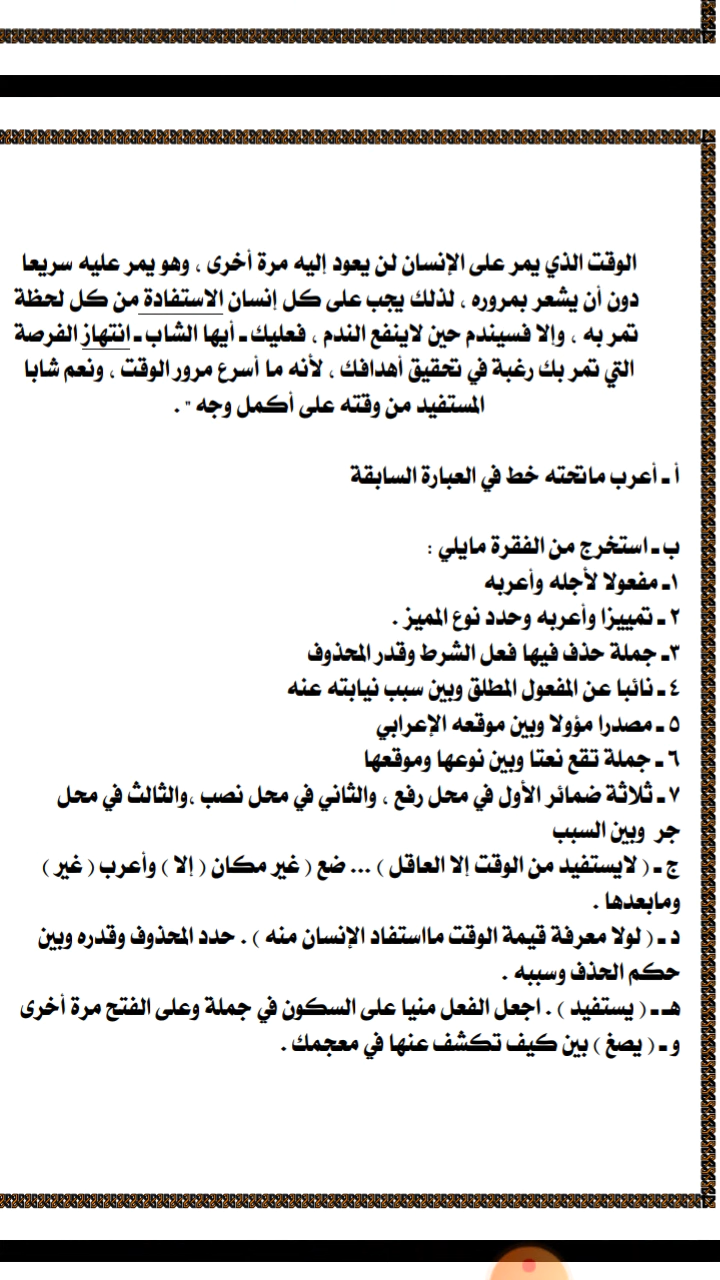 الوقت الذي يمر على الإنسان لن يعود إليه مرة أخرى ، وهو يمر عليه سريعا
دون أن يشعر بمروره ، لذلك يجب على كل إنسان الاستفادة من كل لحظة
تمر به ، وإلا فسيندم حين لاينفع الندم ، فعليك ـ أيها الشاب ـ انتهاز الفرصة
التي تمر بك رغبة في تحقيق أهدافك ، لأنه ما أسرع مرور الوقت ، ونعم شابا
المستفيد من وقته على أكمل وجه " .
أ ـ أعرب ماتحته خط في العبارة السابقة
ب ـ استخرج من الفقرة مايلي :
١ـ مفعولا لأجله وأعربه
٢ ـ تمييزا وأعربه وحدد نوع المميز .
٣ـ جملة حذف فيها فعل الشرط وقدر المحذوف
٤ ـ نائبا عن المفعول المطلق وبين سبب نيابته عنه
٥ ـ مصدرا مؤولا وبين موقعه الإعرابي
٦ ـ جملة تقع نعتا وبين نوعها وموقعها
٧ ـ ثلاثة ضمائر الأول في محل رفع ، والثاني في محل نصب ،والثالث في محل
جر وبين السبب
ج ـ ( لايستفيد من الوقت إلا العاقل ) ... ضع ( غير مكان ( إلا ) وأعرب ( غير )
ومابعدها .
د ـ ( لولا معرفة قيمة الوقت مااستفاد الإنسان منه ) . حدد المحذوف وقدره وبين
حكم الحذف وسببه .
هـ ـ ( يستفيد ) . اجعل الفعل منيا على السكون في جملة وعلى الفتح مرة أخرى
و ـ ( يصغ ) بين كيف تكشف عنها في معجمك .